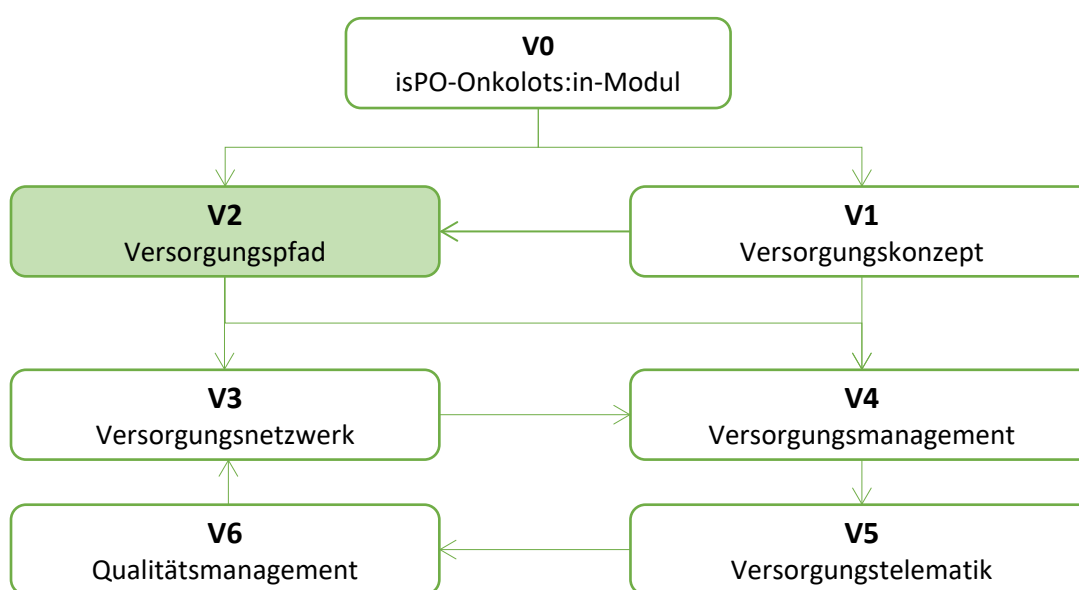 V0
isPO-Onkolots:in-Modul
V2
Versorgungspfad
V1
Versorgungskonzept
V3
Versorgungsnetzwerk
V4
Versorgungsmanagement
V6
Qualitätsmanagement
V5
Versorgungstelematik